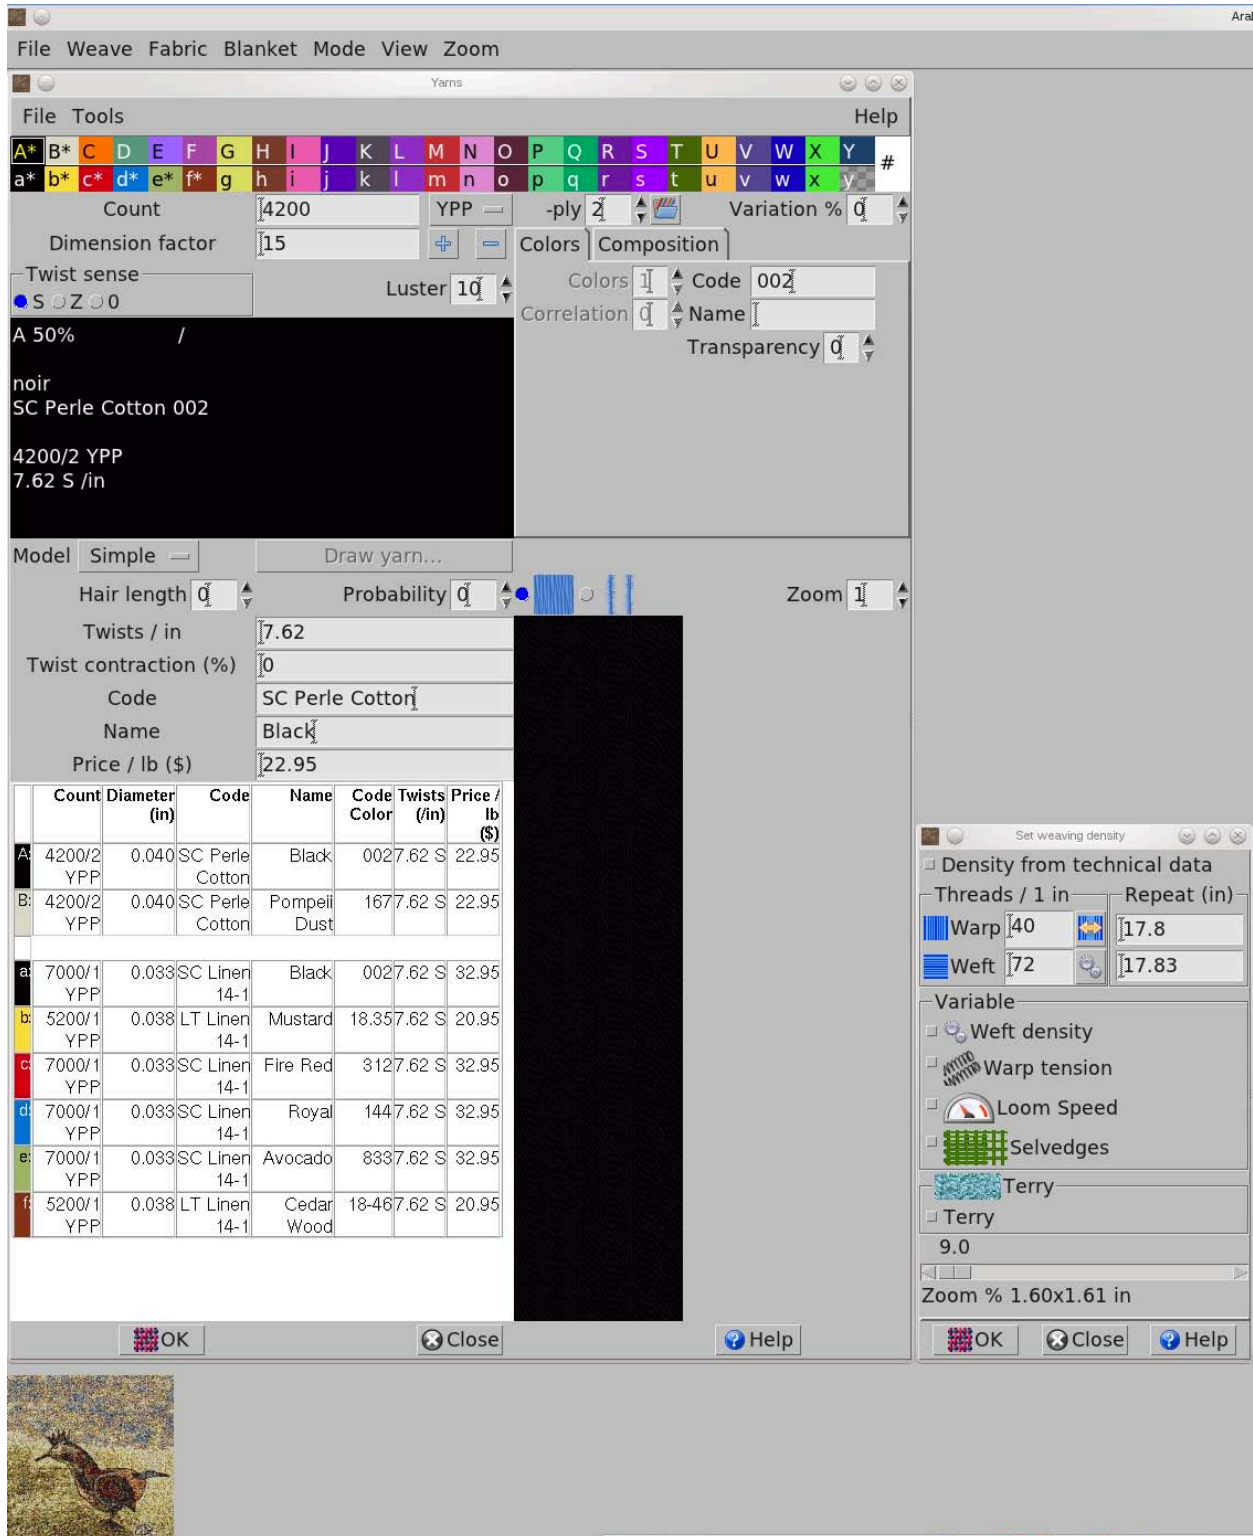 Ara
File Weave Fabric Blanket Mode View Zoom
Yarns
File Tools Help
A* B* C D E F G H I J K L M N O P Q R S T U V W X Y #
a* b* c* d* e* f* g h i j k l m n o p q r s t u v w x y
Count 4200 YPP -ply 2 Variation % 0
Dimension factor 15 Colors Composition
Twist sense
S Z 0 Luster 10
Colors 1 Code 002
Correlation 0 Name
Transparency 0
A 50% /
noir
SC Perle Cotton 002
4200/2 YPP
7.62 S /in
Model Simple Draw yarn...
Hair length 0 Probability 0 Zoom 1
Twists / in 7.62
Twist contraction (%) 0
Code SC Perle Cotton
Name Black
Price / lb ($) 22.95
Count Diameter Code Name Code Twists Price /
(in) Color (/in) lb
($)
A: 4200/2 0.040 SC Perle Black 002 7.62 S 22.95
YPP Cotton
B: 4200/2 0.040 SC Perle Pompeii 167 7.62 S 22.95
YPP Cotton Dust
a: 7000/1 0.033 SC Linen Black 002 7.62 S 32.95
YPP 14-1
b: 5200/1 0.038 LT Linen Mustard 18.35 7.62 S 20.95
YPP 14-1
c: 7000/1 0.033 SC Linen Fire Red 312 7.62 S 32.95
YPP 14-1
d: 7000/1 0.033 SC Linen Royal 144 7.62 S 32.95
YPP 14-1
e: 7000/1 0.033 SC Linen Avocado 833 7.62 S 32.95
YPP 14-1
f: 5200/1 0.038 LT Linen Cedar 18-46 7.62 S 20.95
YPP 14-1 Wood
OK Close Help
Set weaving density
Density from technical data
Threads / 1 in Repeat (in)
Warp 40 17.8
Weft 72 17.83
Variable
Weft density
Warp tension
Loom Speed
Selvedges
Terry
Terry
9.0
Zoom % 1.60x1.61 in
OK Close Help